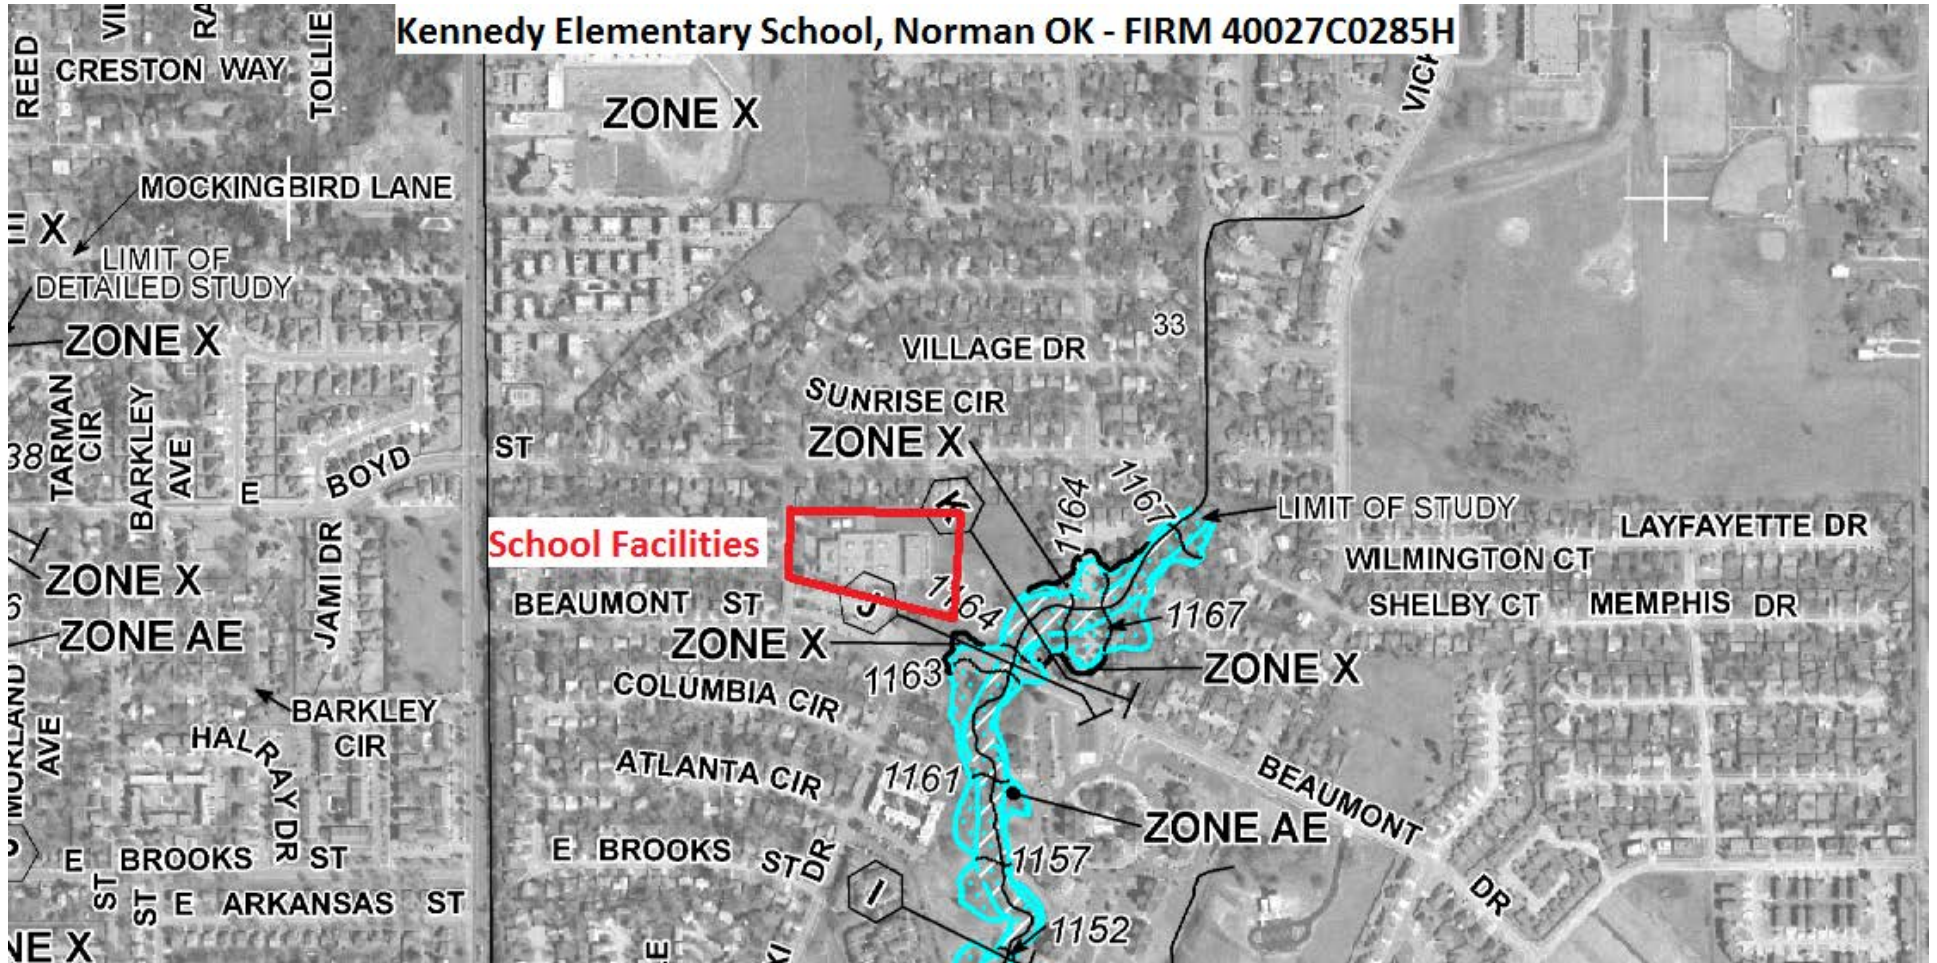 Kennedy Elementary School, Norman OK - FIRM 40027C0285H
REED
CRESTON WAY
TOLLIE
ZONE X
MOCKINGBIRD LANE
X
LIMIT OF
DETAILED STUDY
ZONE X
33
VILLAGE DR
SUNRISE CIR
ZONE X
TARMAN
CIR
BARKLEY
AVE
E
BOYD
ST
K
1164
1167
LIMIT OF STUDY
LAYFAYETTE DR
School Facilities
WILMINGTON CT
ZONE X
JAMI DR
BEAUMONT ST
J
1164
1167
SHELBY CT
MEMPHIS DR
ZONE AE
ZONE X
1163
ZONE X
COLUMBIA CIR
MORLAND
AVE
BARKLEY
CIR
HALRAY DR
ATLANTA CIR
1161
BEAUMONT
DR
ZONE AE
E BROOKS ST
E BROOKS ST
DR
1157
I
ST
ST
E ARKANSAS ST
1152